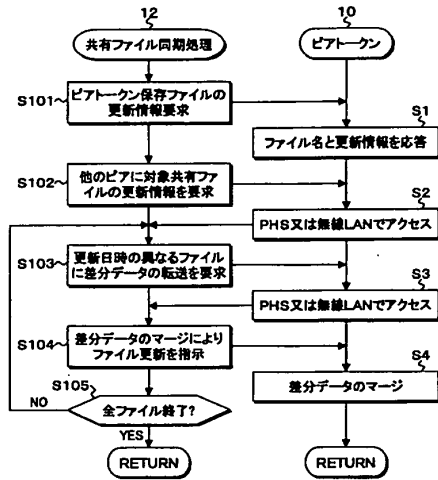 12
共有ファイル同期処理
S101
ピアトークン保存ファイルの
更新情報要求
S102
他のピアに対象共有ファ
イルの更新情報を要求
S103
更新日時の異なるファイル
に差分データの転送を要求
S104
差分データのマージにより
ファイル更新を指示
S105
全ファイル終了?
NO
YES
RETURN
10
ピアトークン
S1
ファイル名と更新情報を応答
S2
PHS又は無線LANでアクセス
S3
PHS又は無線LANでアクセス
S4
差分データのマージ
RETURN